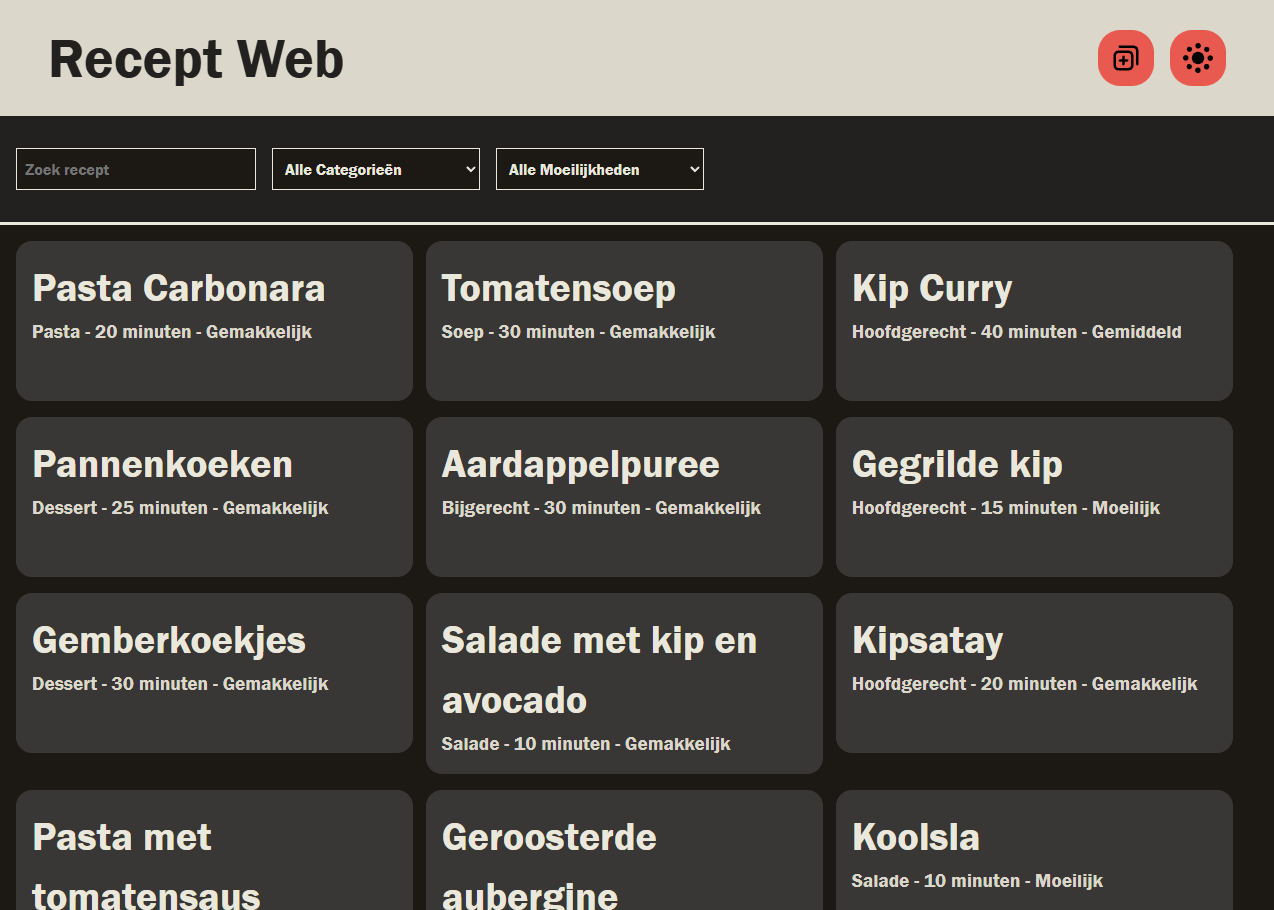 Recept Web
Zoek recept
Alle Categorieën
Alle Moeilijkheden
Pasta Carbonara
Pasta - 20 minuten - Gemakkelijk
Tomatensoep
Soep - 30 minuten - Gemakkelijk
Kip Curry
Hoofdgerecht - 40 minuten - Gemiddeld
Pannenkoeken
Dessert - 25 minuten - Gemakkelijk
Aardappelpuree
Bijgerecht - 30 minuten - Gemakkelijk
Gegrilde kip
Hoofdgerecht - 15 minuten - Moeilijk
Gemberkoekjes
Dessert - 30 minuten - Gemakkelijk
Salade met kip en
avocado
Salade - 10 minuten - Gemakkelijk
Kipsatay
Hoofdgerecht - 20 minuten - Gemakkelijk
Pasta met
tomatensaus
Geroosterde
aubergine
Koolsla
Salade - 10 minuten - Moeilijk